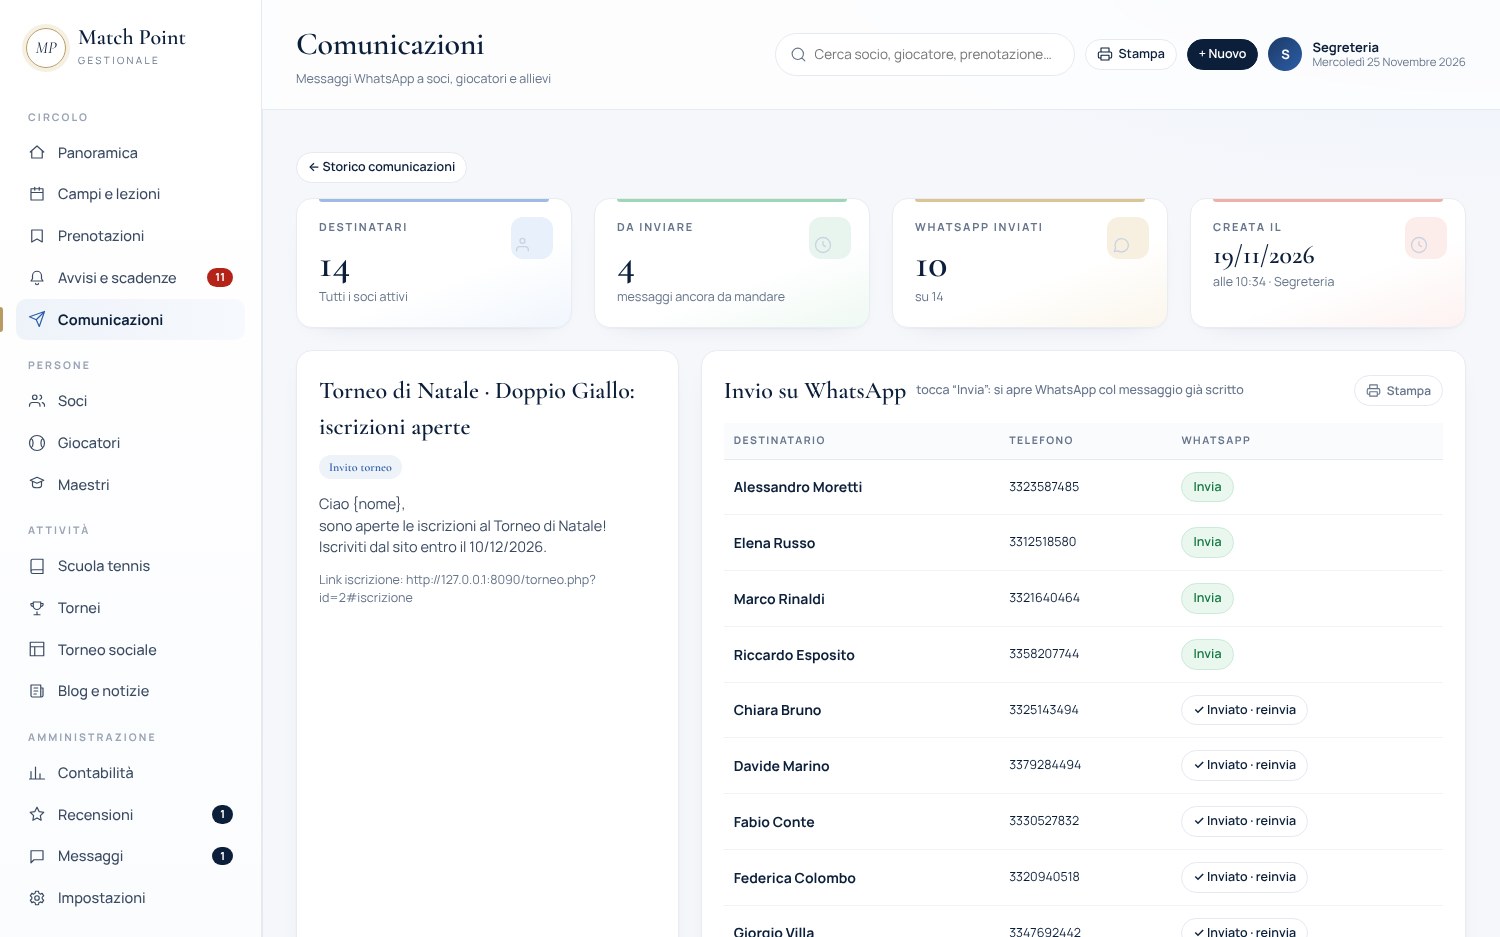 MP
Match Point
GESTIONALE
CIRCOLO
Panoramica
Campi e lezioni
Prenotazioni
Avvisi e scadenze 11
Comunicazioni
PERSONE
Soci
Giocatori
Maestri
ATTIVITÀ
Scuola tennis
Tornei
Torneo sociale
Blog e notizie
AMMINISTRAZIONE
Contabilità
Recensioni 1
Messaggi 1
Impostazioni
Comunicazioni
Messaggi WhatsApp a soci, giocatori e allievi
Cerca socio, giocatore, prenotazione...
Stampa
+ Nuovo
S
Segreteria
Mercoledì 25 Novembre 2026
← Storico comunicazioni
DESTINATARI
14
Tutti i soci attivi
DA INVIARE
4
messaggi ancora da mandare
WHATSAPP INVIATI
10
su 14
CREATA IL
19/11/2026
alle 10:34 · Segreteria
Torneo di Natale · Doppio Giallo:
iscrizioni aperte
Invito torneo
Ciao {nome},
sono aperte le iscrizioni al Torneo di Natale!
Iscriviti dal sito entro il 10/12/2026.
Link iscrizione: http://127.0.0.1:8090/torneo.php?
id=2#iscrizione
Invio su WhatsApp tocca “Invia”: si apre WhatsApp col messaggio già scritto
Stampa
DESTINATARIO TELEFONO WHATSAPP
Alessandro Moretti 3323587485 Invia
Elena Russo 3312518580 Invia
Marco Rinaldi 3321640464 Invia
Riccardo Esposito 3358207744 Invia
Chiara Bruno 3325143494 ✓ Inviato · reinvia
Davide Marino 3379284494 ✓ Inviato · reinvia
Fabio Conte 3330527832 ✓ Inviato · reinvia
Federica Colombo 3320940518 ✓ Inviato · reinvia
Giorgio Villa 3347692442 ✓ Inviato · reinvia